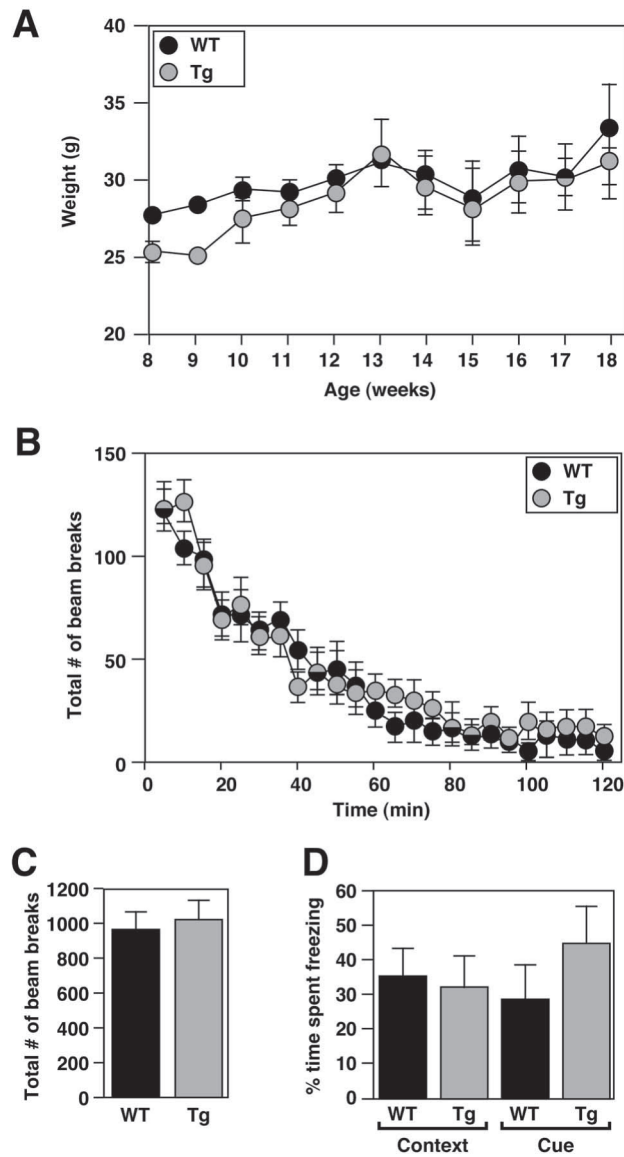 A
WT
Tg
40
35
30
25
20
Weight (g)
8 9 10 11 12 13 14 15 16 17 18
Age (weeks)
B
WT
Tg
150
100
50
0
Total # of beam breaks
0 20 40 60 80 100 120
Time (min)
C
1200
1000
800
600
400
200
0
Total # of beam breaks
WT Tg
D
60
50
40
30
20
10
0
% time spent freezing
WT Tg WT Tg
Context Cue